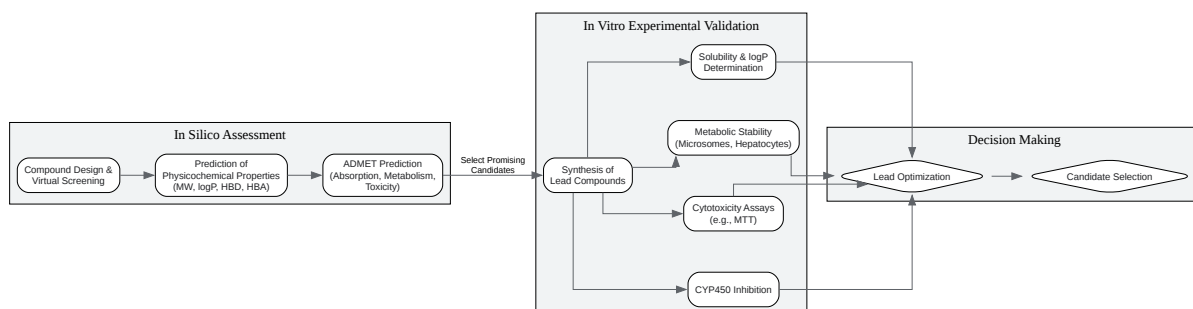 In Silico Assessment
Compound Design &
Virtual Screening
Prediction of
Physicochemical Properties
(MW, logP, HBD, HBA)
ADMET Prediction
(Absorption, Metabolism,
Toxicity)
Select Promising
Candidates
In Vitro Experimental Validation
Synthesis of
Lead Compounds
Solubility & logP
Determination
Metabolic Stability
(Microsomes, Hepatocytes)
Cytotoxicity Assays
(e.g., MTT)
CYP450 Inhibition
Decision Making
Lead Optimization
Candidate Selection